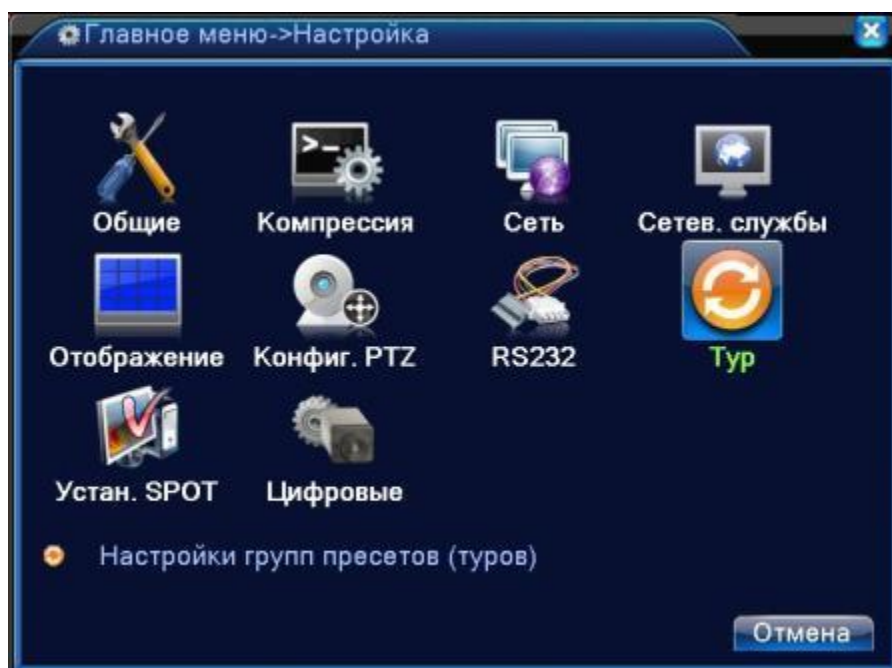 Главное меню->Настройка
Общие Компрессия Сеть Сетев. службы
Отображение Конфиг. PTZ RS232 Тур
Устан. SPOT Цифровые
Настройки групп пресетов (туров)
Отмена